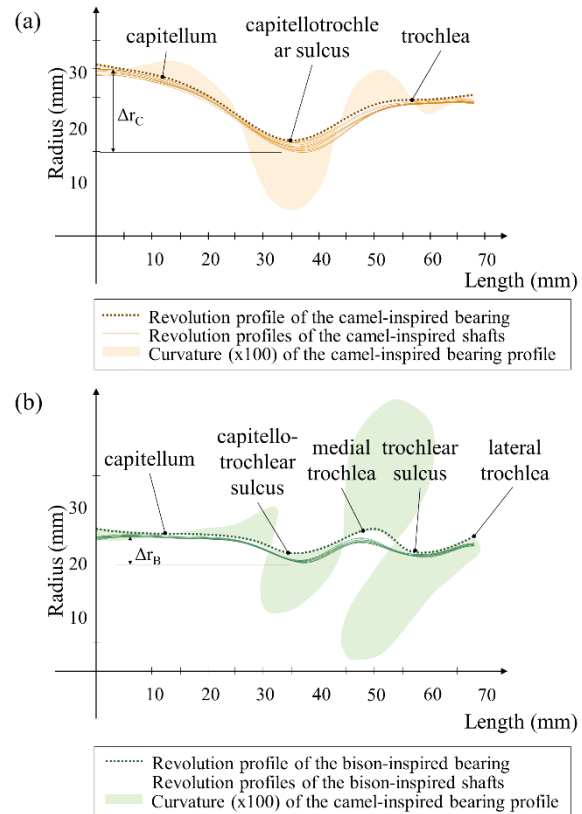 (a)
capitellum
capitellotrochle
ar sulcus
trochlea
30
20
10
Radius (mm)
Δr_C
10 20 30 40 50 60 70
Length (mm)
Revolution profile of the camel-inspired bearing
Revolution profiles of the camel-inspired shafts
Curvature (x100) of the camel-inspired bearing profile
(b)
capitellum
capitello-
trochlear
sulcus
medial
trochlea
trochlear
sulcus
lateral
trochlea
30
20
10
Radius (mm)
Δr_B
10 20 30 40 50 60 70
Length (mm)
Revolution profile of the bison-inspired bearing
Revolution profiles of the bison-inspired shafts
Curvature (x100) of the camel-inspired bearing profile